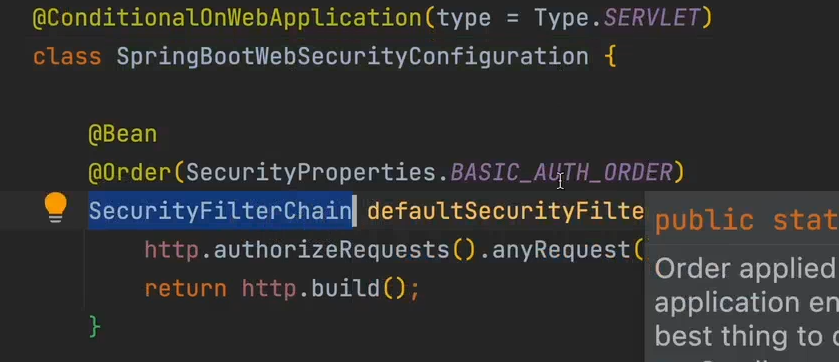 @ConditionalOnWebApplication(type = Type.SERVLET)
class SpringBootWebSecurityConfiguration {
@Bean
@Order(SecurityProperties.BASIC_AUTH_ORDER)
SecurityFilterChain defaultSecurityFilte
http.authorizeRequests().anyRequest(
return http.build();
}
public stat
Order applied
application en
best thing to